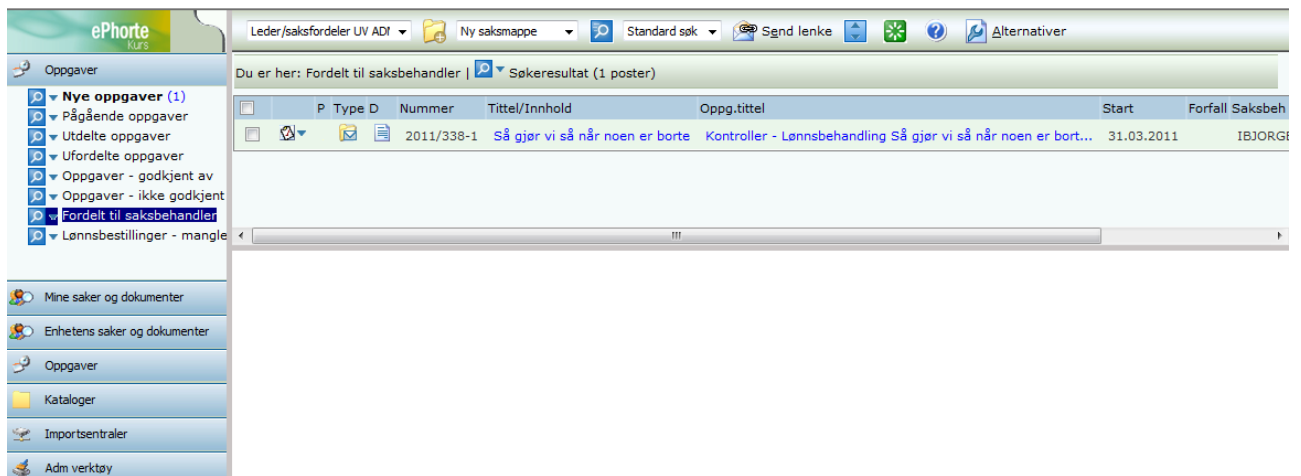 ePhorte
Kurs
Leder/saksfordeler UV ADI
Ny saksmappe
Standard søk
Send lenke
Alternativer
Oppgaver
Nye oppgaver (1)
Pågående oppgaver
Utdelte oppgaver
Ufordelte oppgaver
Oppgaver - godkjent av
Oppgaver - ikke godkjent
Fordelt til saksbehandler
Lønnsbestillinger - mangle
Du er her: Fordelt til saksbehandler | Søkeresultat (1 poster)
P Type D Nummer Tittel/Innhold Oppg.tittel Start Forfall Saksbeh
2011/338-1 Så gjør vi så når noen er borte Kontroller - Lønnsbehandling Så gjør vi så når noen er bort... 31.03.2011 IBJORGE
Mine saker og dokumenter
Enhetens saker og dokumenter
Oppgaver
Kataloger
Importsentraler
Adm verktøy